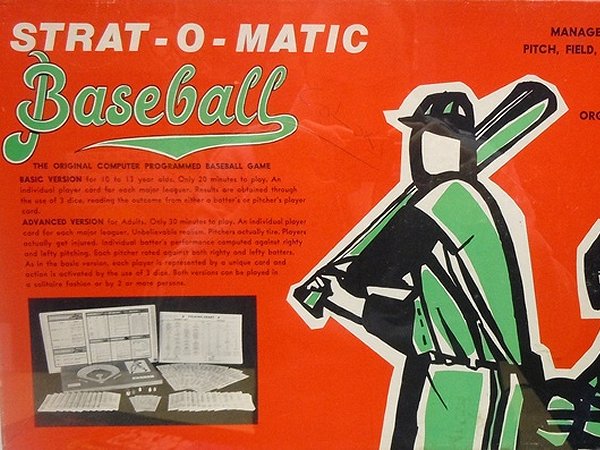 STRAT-O-MATIC
Baseball
THE ORIGINAL COMPUTER PROGRAMMED BASEBALL GAME
BASIC VERSION for 10 to 13 year olds. Only 20 minutes to play. An
individual player card for each major leaguer. Results are obtained through
the use of 3 dice, reading the outcome from either a batter's or pitcher's player
card.
ADVANCED VERSION for Adults. Only 30 minutes to play. An individual player
card for each major leaguer. Unbelievable realism. Pitchers actually tire. Players
actually get injured. Individual batter's performance computed against righty
and lefty pitching. Each pitcher rated against both righty and lefty batters.
As in the basic version, each player is represented by a unique card and
action is activated by the use of 3 dice. Both versions can be played in
a solitaire fashion or by 2 or more persons.
MANAGE
PITCH, FIELD,
ORG